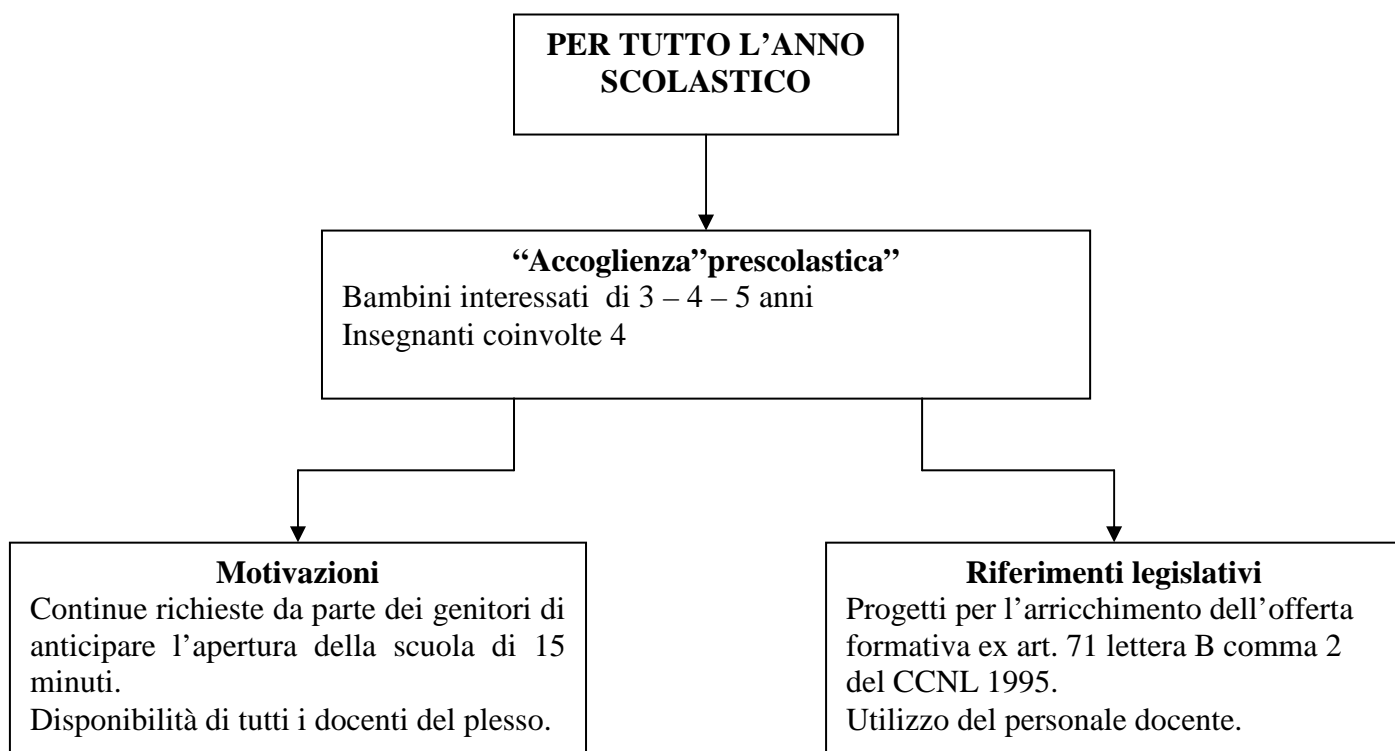 PER TUTTO L’ANNO
SCOLASTICO
“Accoglienza”prescolastica”
Bambini interessati  di 3 – 4 – 5 anni
Insegnanti coinvolte 4
Motivazioni
Continue richieste da parte dei genitori di
anticipare l’apertura della scuola di 15
minuti.
Disponibilità di tutti i docenti del plesso.
Riferimenti legislativi
Progetti per l’arricchimento dell’offerta
formativa ex art. 71 lettera B comma 2
del CCNL 1995.
Utilizzo del personale docente.